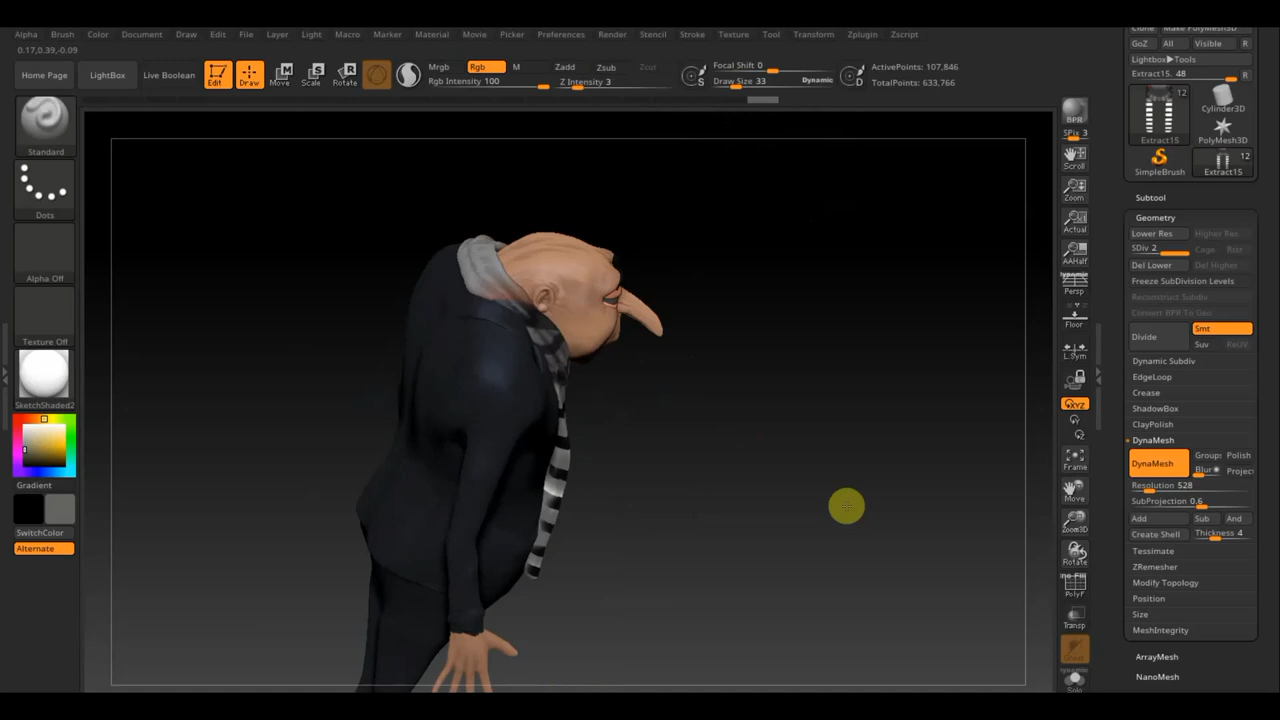 Alpha Brush Color Document Draw Edit File Layer Light Macro Marker Material Movie Picker Preferences Render Stencil Stroke Texture Tool Transform Zplugin Zscript
0.17,0.39,-0.09
Home Page LightBox Live Boolean Edit Draw Move Scale Rotate
Mrgb Rgb M Zadd Zsub Zcut
Rgb Intensity 100 Z Intensity 3
S Focal Shift 0
Draw Size 33 Dynamic
D ActivePoints: 107,846
TotalPoints: 633,766
Standard
Dots
Alpha Off
Texture Off
SketchShaded2
Gradient
SwitchColor
Alternate
BPR
SPix 3
Scroll
Zoom
Actual
AAHalf
Dynamic
Persp
Floor
L.Sym
XYZ
Y
Z
Frame
Move
Zoom3D
Rotate
PolyF
Transp
Ghost
Dynamic
Solo
Clone Make PolyMesh3D
GoZ All Visible R
Lightbox▶Tools
Extract15. 48 R
12
Cylinder3D
Extract15 PolyMesh3D
12
SimpleBrush Extract15
Subtool
Geometry
Lower Res Higher Res
SDiv 2 Cage Rstr
Del Lower Del Higher
Freeze SubDivision Levels
Reconstruct Subdiv
Convert BPR To Geo
Divide Smt
Suv ReUV
Dynamic Subdiv
EdgeLoop
Crease
ShadowBox
ClayPolish
DynaMesh
DynaMesh Groups Polish
Blur Project
Resolution 528
SubProjection 0.6
Add Sub And
Create Shell Thickness 4
Tessimate
ZRemesher
Modify Topology
Position
Size
MeshIntegrity
ArrayMesh
NanoMesh